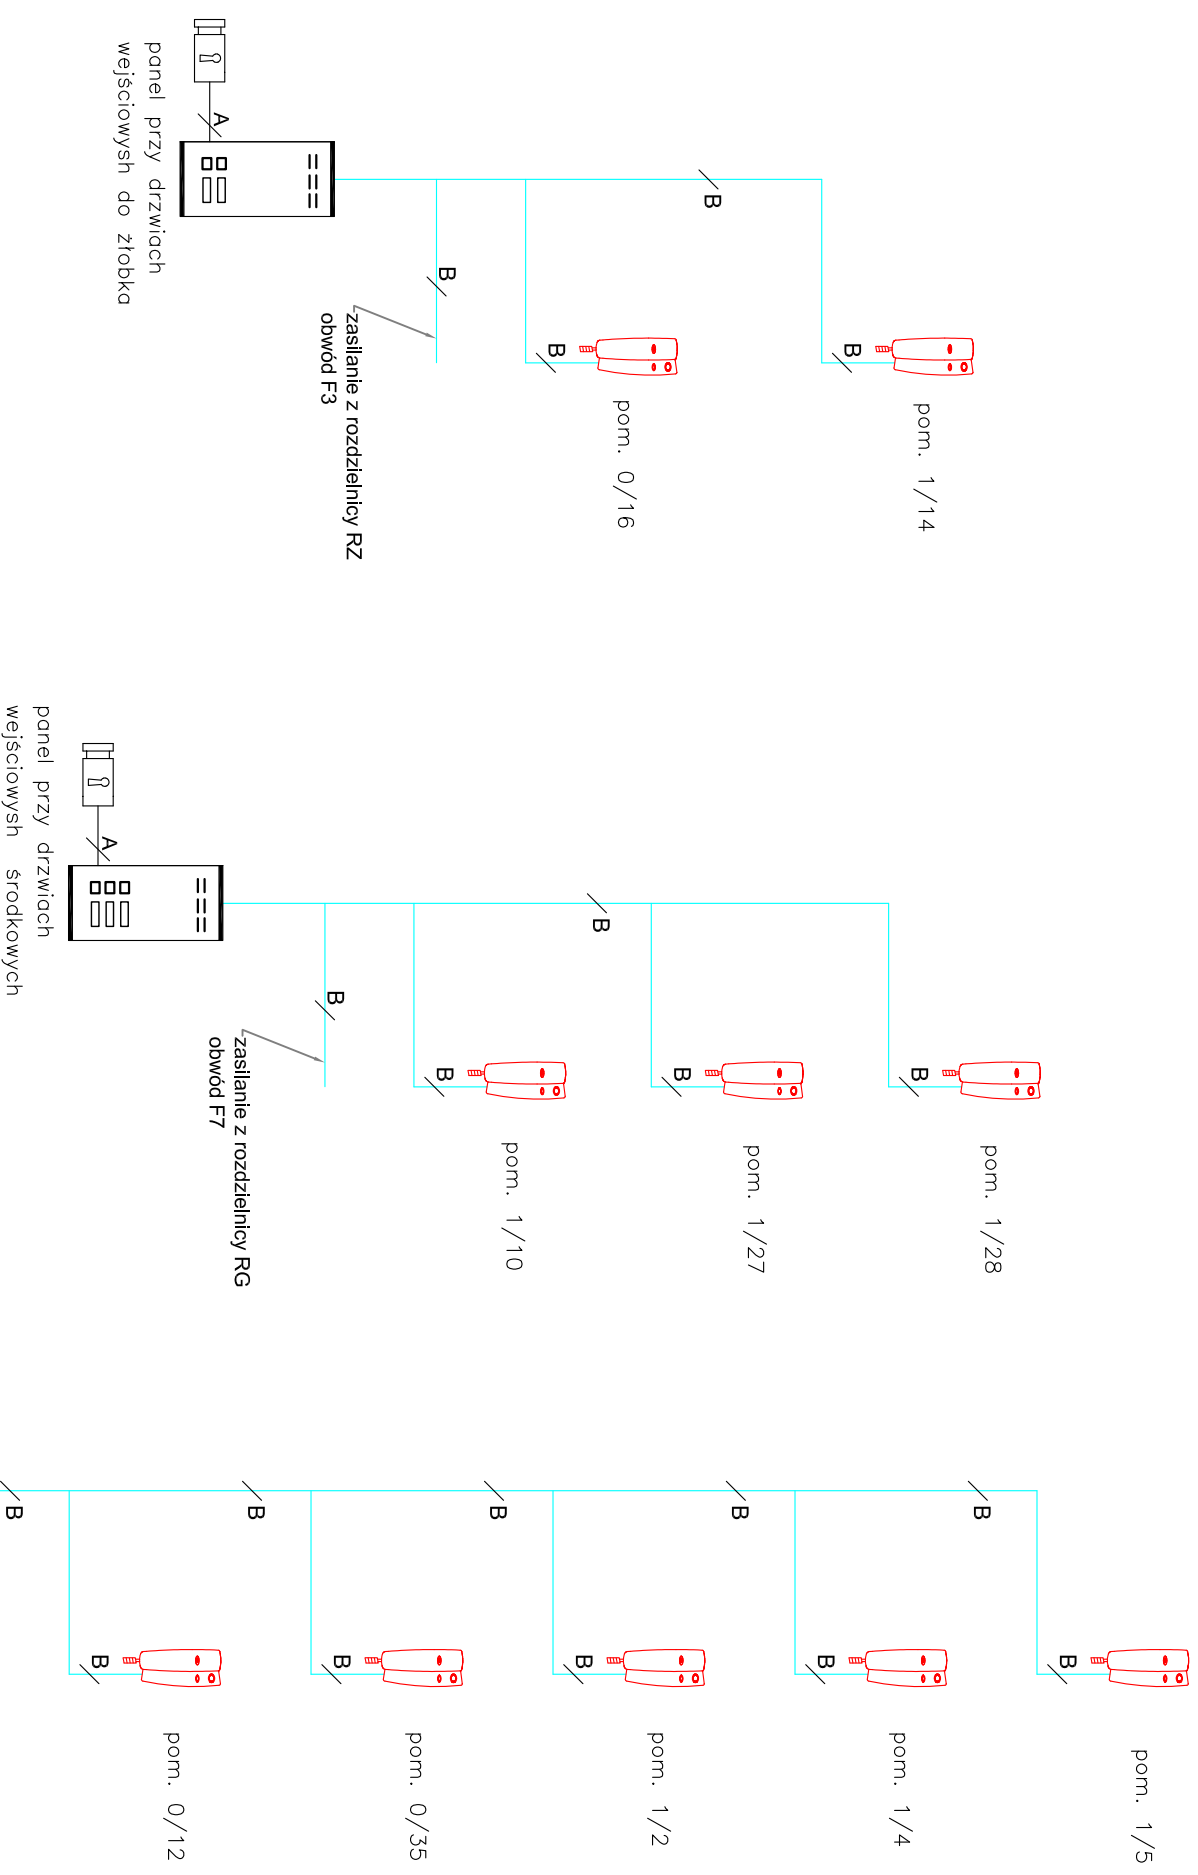 pom. 1/14
B
B
pom. 0/16
B
B
zasilanie z rozdzielnicy RZ
obwód F3
A
panel przy drzwiach
wejściowysh do żłobka
pom. 1/28
B
pom. 1/27
B
B
pom. 1/10
B
B
zasilanie z rozdzielnicy RG
obwód F7
A
panel przy drzwiach
wejściowysh środkowych
pom. 1/5
B
B
pom. 1/4
B
B
pom. 1/2
B
B
pom. 0/35
B
B
pom. 0/12
B
B